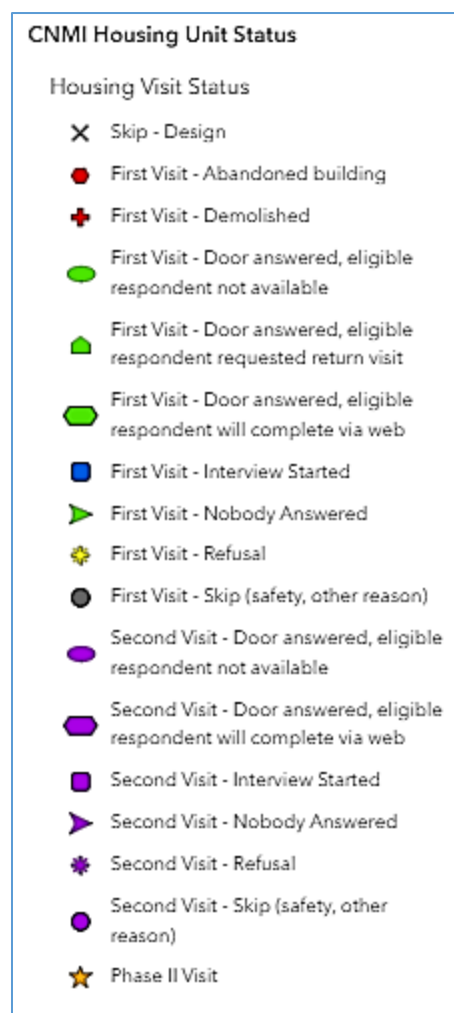 CNMI Housing Unit Status
Housing Visit Status
Skip - Design
First Visit - Abandoned building
First Visit - Demolished
First Visit - Door answered, eligible
respondent not available
First Visit - Door answered, eligible
respondent requested return visit
First Visit - Door answered, eligible
respondent will complete via web
First Visit - Interview Started
First Visit - Nobody Answered
First Visit - Refusal
First Visit - Skip (safety, other reason)
Second Visit - Door answered, eligible
respondent not available
Second Visit - Door answered, eligible
respondent will complete via web
Second Visit - Interview Started
Second Visit - Nobody Answered
Second Visit - Refusal
Second Visit - Skip (safety, other
reason)
Phase II Visit